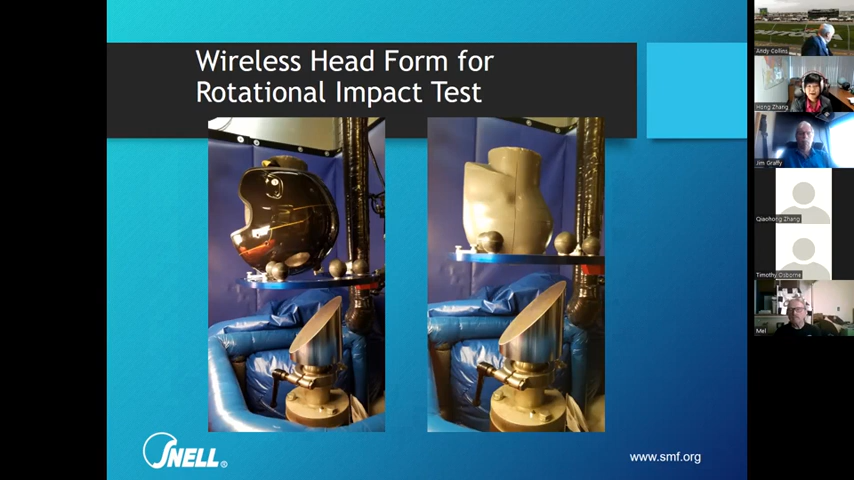 Wireless Head Form for
Rotational Impact Test
SNELL®
www.smf.org
Andy Collins
Hong Zhang
Jim Graffy
Qiaohong Zhang
Timothy Osborne
Mel